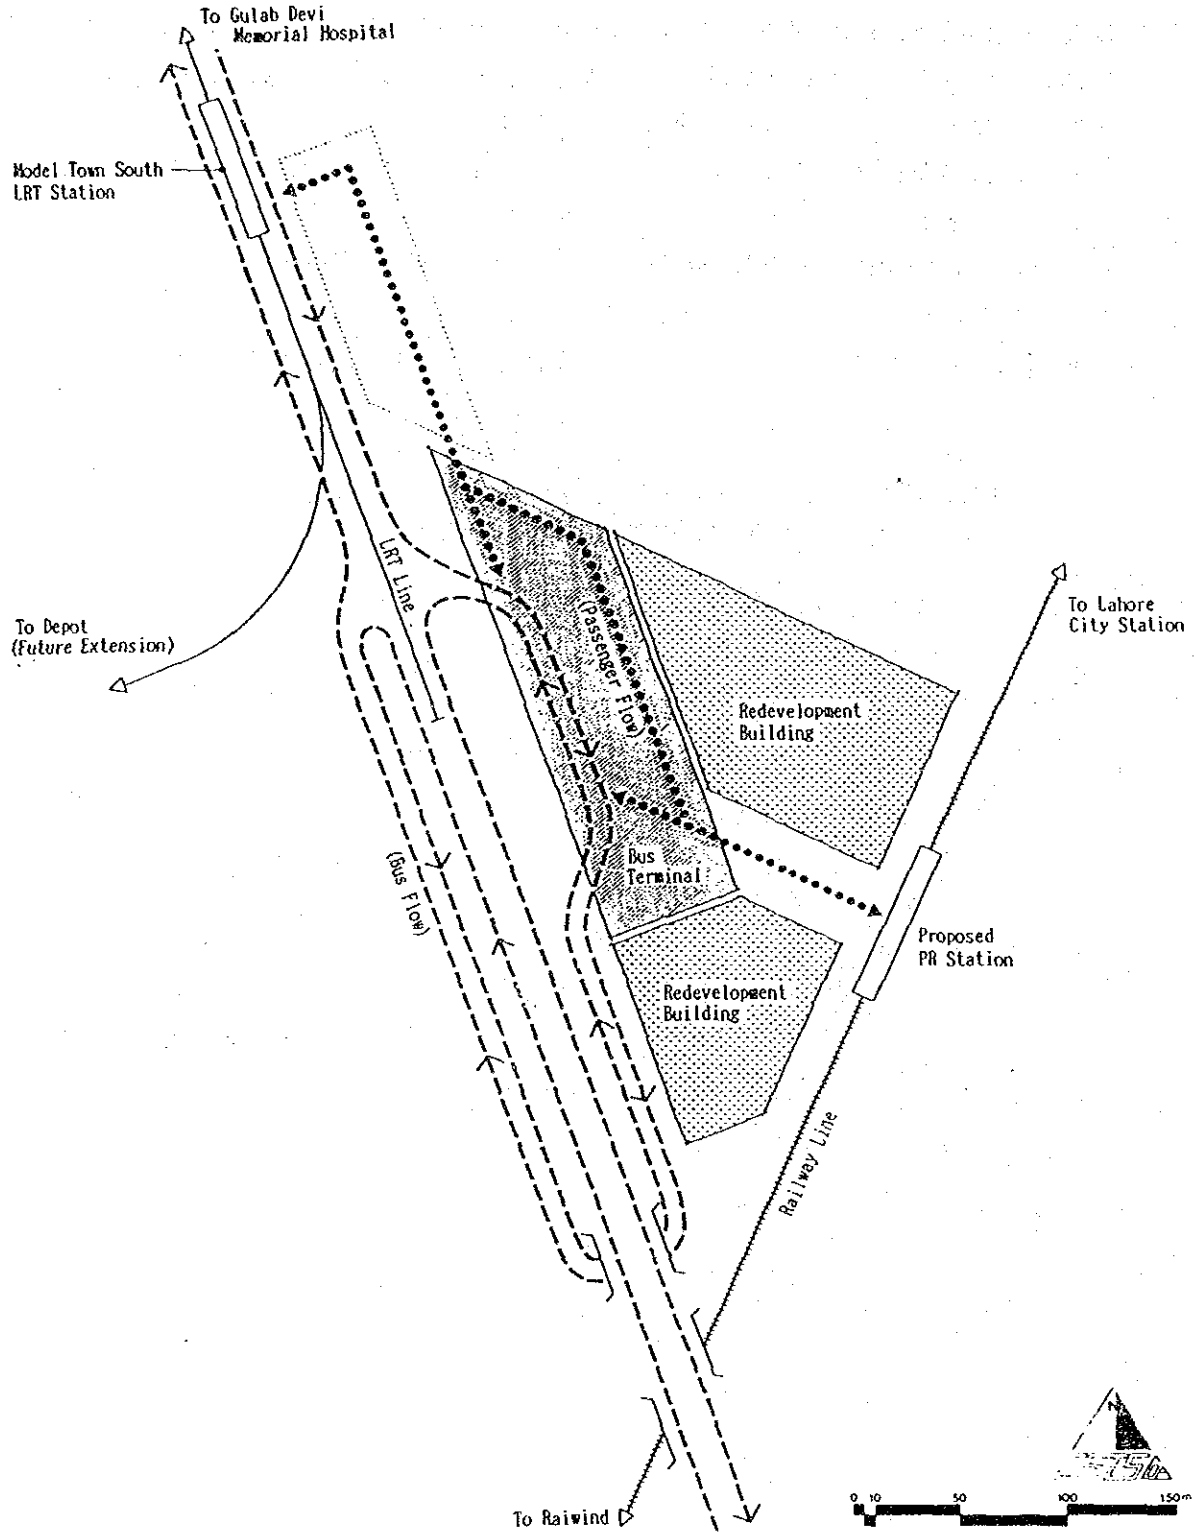 To Gulab Devi
Memorial Hospital
Model Town South
LRT Station
LRT Line
To Depot
(Future Extension)
(Passenger Flow)
To Lahore
City Station
Redevelopment
Building
(Bus Flow)
Bus
Terminal
Proposed
PR Station
Redevelopment
Building
Railway Line
N
To Raiwind
0 10 50 100 150m